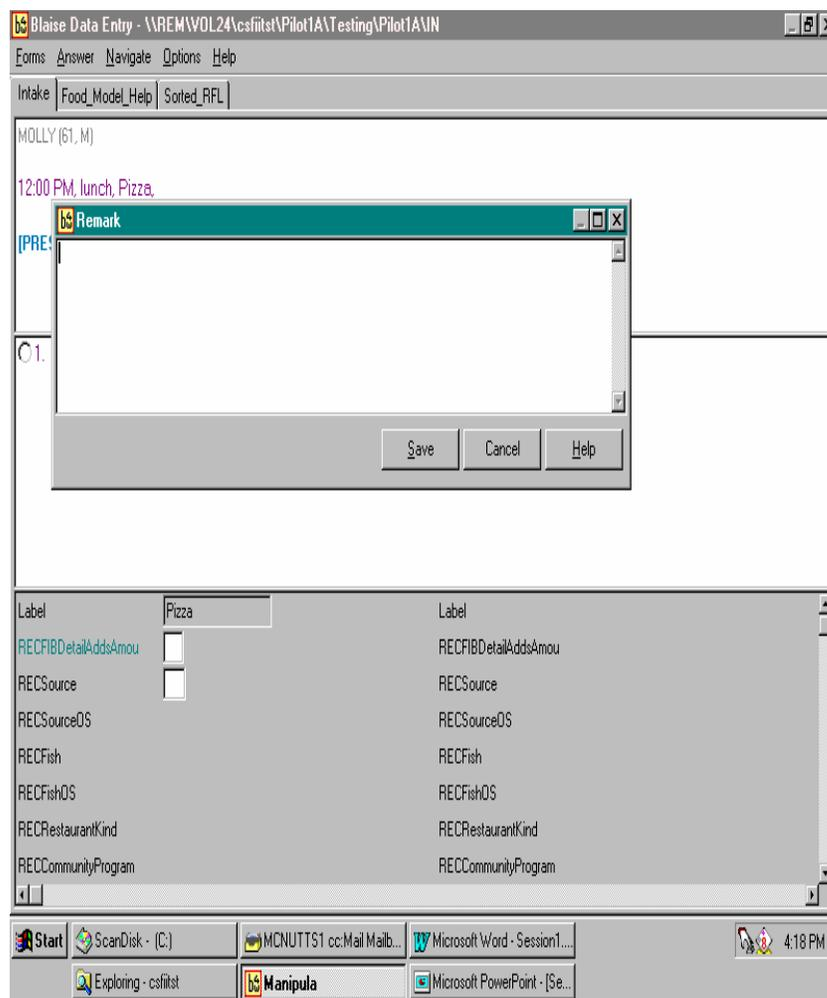 Blaise Data Entry - \\REM\VOL24\csfiitst\Pilot1A\Testing\Pilot1A\IN
Forms Answer Navigate Options Help
Intake Food_Model_Help Sorted_RFL
MOLLY (61, M)
12:00 PM, lunch, Pizza,
Remark
[PRES
1.
Save Cancel Help
Label Pizza Label
RECFIBDetailAddsAmou RECFIBDetailAddsAmou
RECSource RECSource
RECSourceOS RECSourceOS
RECFish RECFish
RECFishOS RECFishOS
RECRestaurantKind RECRestaurantKind
RECCommunityProgram RECCommunityProgram
Start ScanDisk - (C:) MCNUTTS1 cc:Mail Mailb... Microsoft Word - Session1.... 4:18 PM
Exploring - csfiitst Manipula Microsoft PowerPoint - [Se...